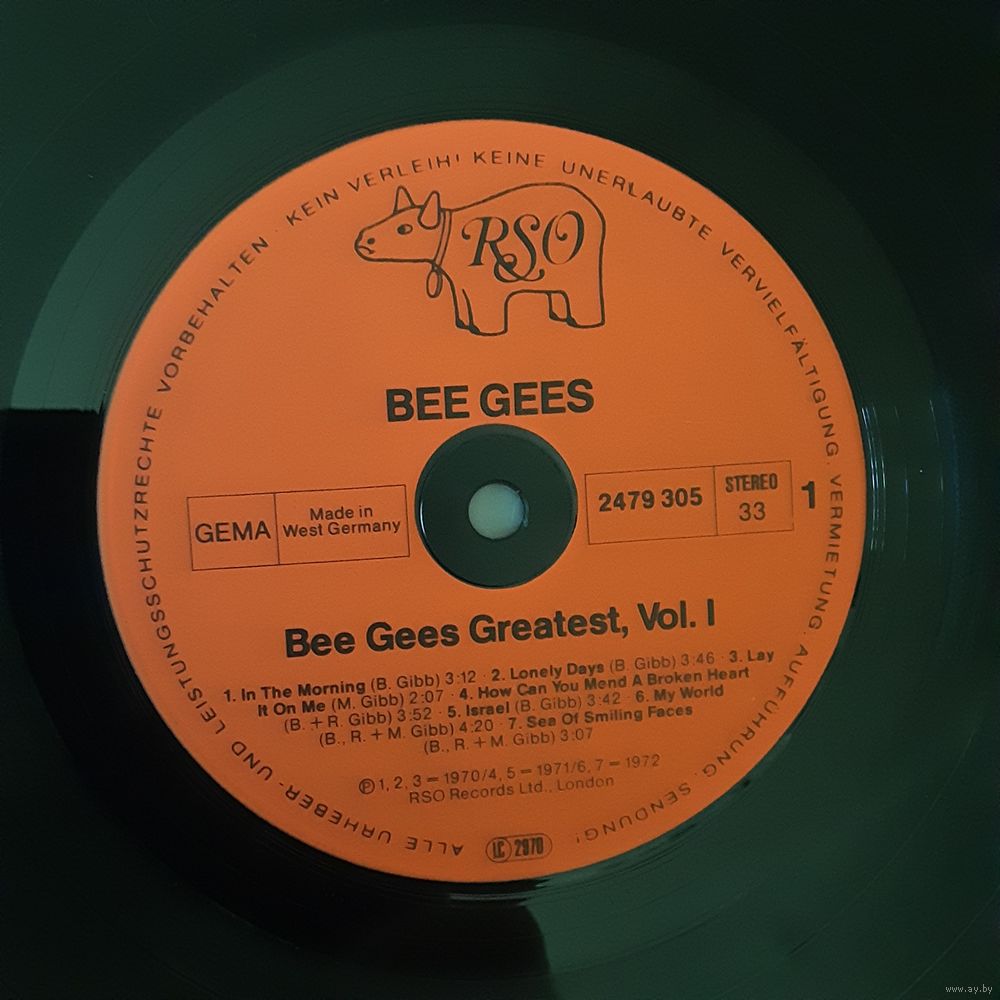 ALLE URHEBER- UND LEISTUNGSSCHUTZRECHTE VORBEHALTEN · KEIN VERLEIH! KEINE UNERLAUBTE VERVIELFÄLTIGUNG, VERMIETUNG, AUFFÜHRUNG, SENDUNG!
RSO
BEE GEES
GEMA
Made in
West Germany
2479 305
STEREO
33
1
Bee Gees Greatest, Vol. I
1. In The Morning (B. Gibb) 3:12 · 2. Lonely Days (B. Gibb) 3:46 · 3. Lay
It On Me (M. Gibb) 2:07 · 4. How Can You Mend A Broken Heart
(B. + R. Gibb) 3:52 · 5. Israel (B. Gibb) 3:42 · 6. My World
(B., R. + M. Gibb) 4:20 · 7. Sea Of Smiling Faces
(B., R. + M. Gibb) 3:07
Ⓟ 1, 2, 3 – 1970/4, 5 – 1971/6, 7 – 1972
RSO Records Ltd., London
LC 2970
www.ay.by